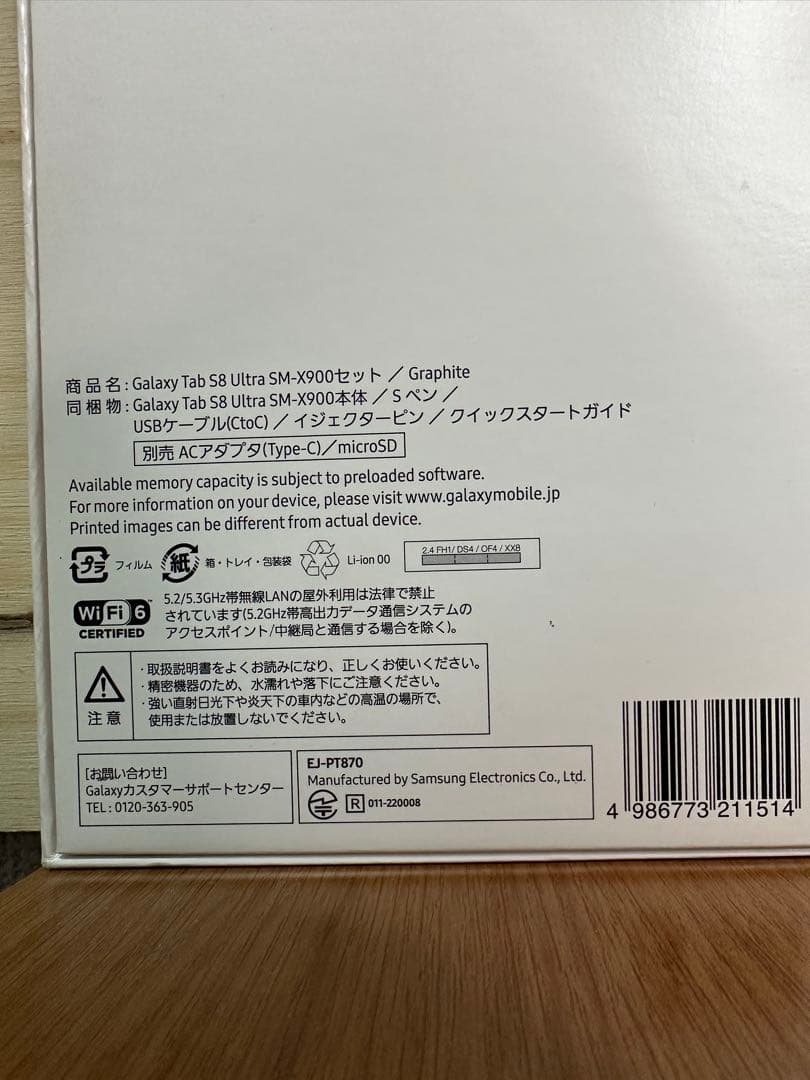 商品名 : Galaxy Tab S8 Ultra SM-X900セット ／ Graphite
同梱物 : Galaxy Tab S8 Ultra SM-X900本体 ／ S ペン ／
USBケーブル(CtoC) ／ イジェクターピン ／ クイックスタートガイド
別売 ACアダプタ(Type-C)／microSD
Available memory capacity is subject to preloaded software.
For more information on your device, please visit www.galaxymobile.jp
Printed images can be different from actual device.
プラ フィルム 紙 箱・トレイ・包装袋 Li-ion 00 2.4 FH1/ DS4 / OF4 / XX8
Wi Fi 6 CERTIFIED
5.2/5.3GHz帯無線LANの屋外利用は法律で禁止
されています(5.2GHz帯高出力データ通信システムの
アクセスポイント/中継局と通信する場合を除く)。
注意
・取扱説明書をよくお読みになり、正しくお使いください。
・精密機器のため、水濡れや落下にご注意ください。
・強い直射日光下や炎天下の車内などの高温の場所で、
使用または放置しないでください。
[お問い合わせ]
Galaxyカスタマーサポートセンター
TEL : 0120-363-905
EJ-PT870
Manufactured by Samsung Electronics Co., Ltd.
R 011-220008
4 986773 211514